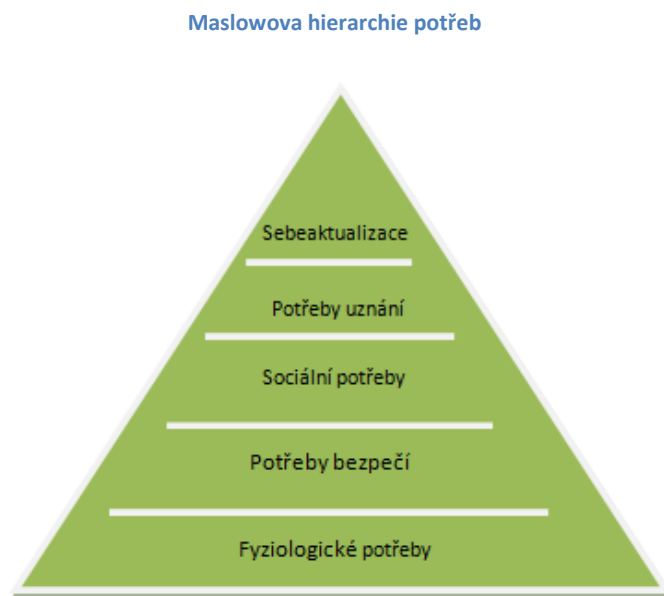 Maslowova hierarchie potřeb
Sebeaktualizace
Potřeby uznání
Sociální potřeby
Potřeby bezpečí
Fyziologické potřeby